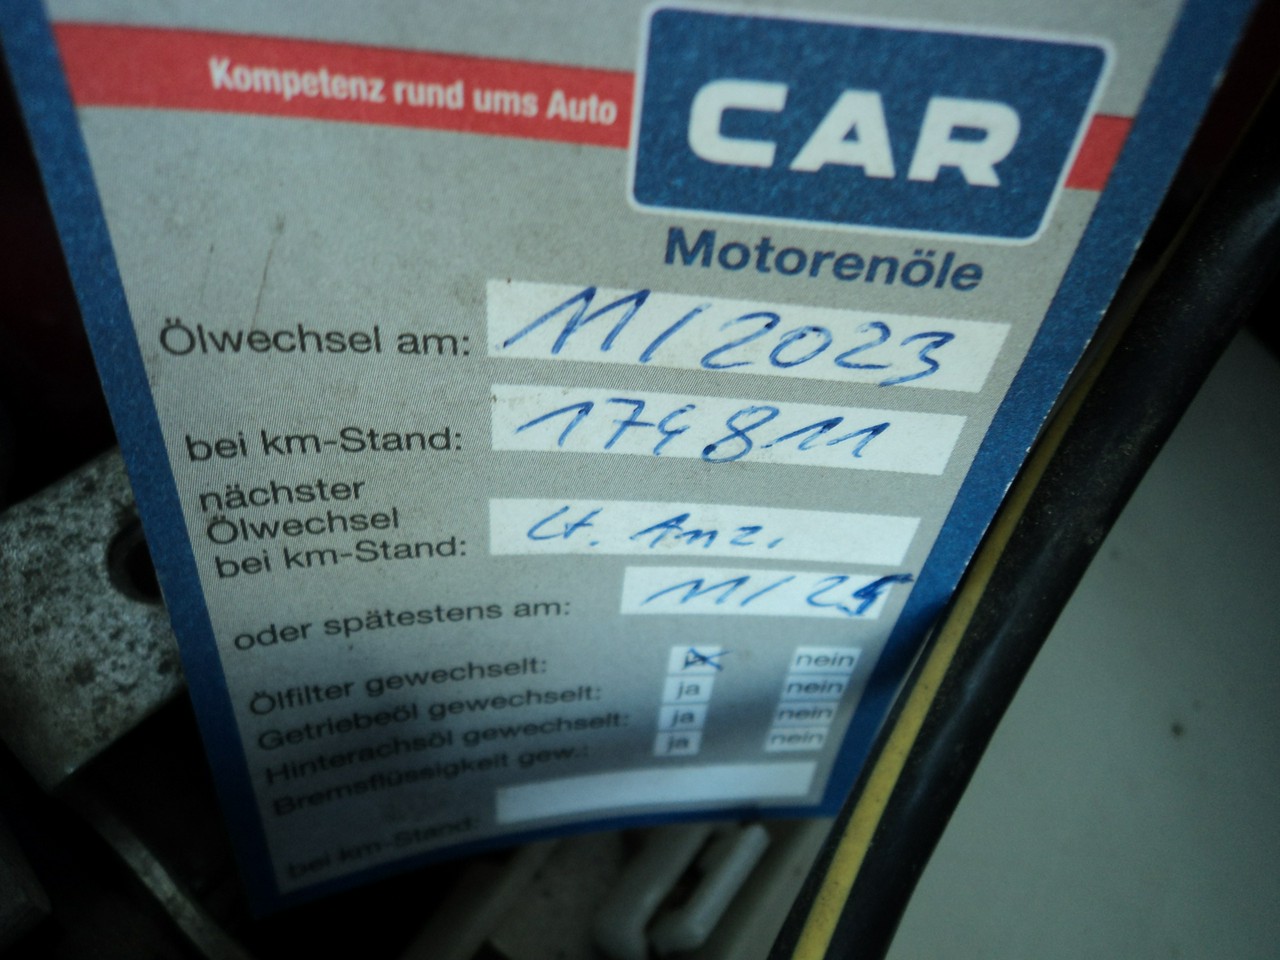 Kompetenz rund ums Auto
CAR
Motorenöle
Ölwechsel am: 11/2023
bei km-Stand: 174811
nächster
Ölwechsel
bei km-Stand: Lt. Anz.
oder spätestens am: 11/25
Ölfilter gewechselt: ja nein
Getriebeöl gewechselt: ja nein
Hinterachsöl gewechselt: ja nein
Bremsflüssigkeit gew.: ja nein
bei km-Stand: